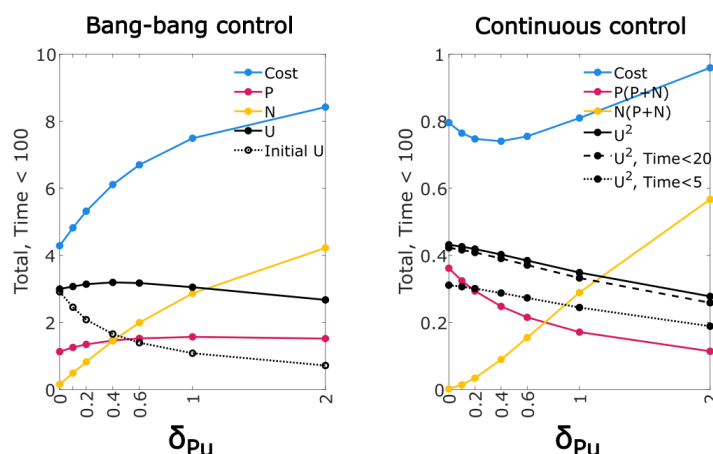 Bang-bang control
Total, Time < 100
10
8
6
4
2
0
Cost
P
N
U
Initial U
0
0.2
0.4
0.6
1
2
δPu
Continuous control
Total, Time < 100
1
0.8
0.6
0.4
0.2
0
Cost
P(P+N)
N(P+N)
U²
U², Time<20
U², Time<5
0
0.2
0.4
0.6
1
2
δPu